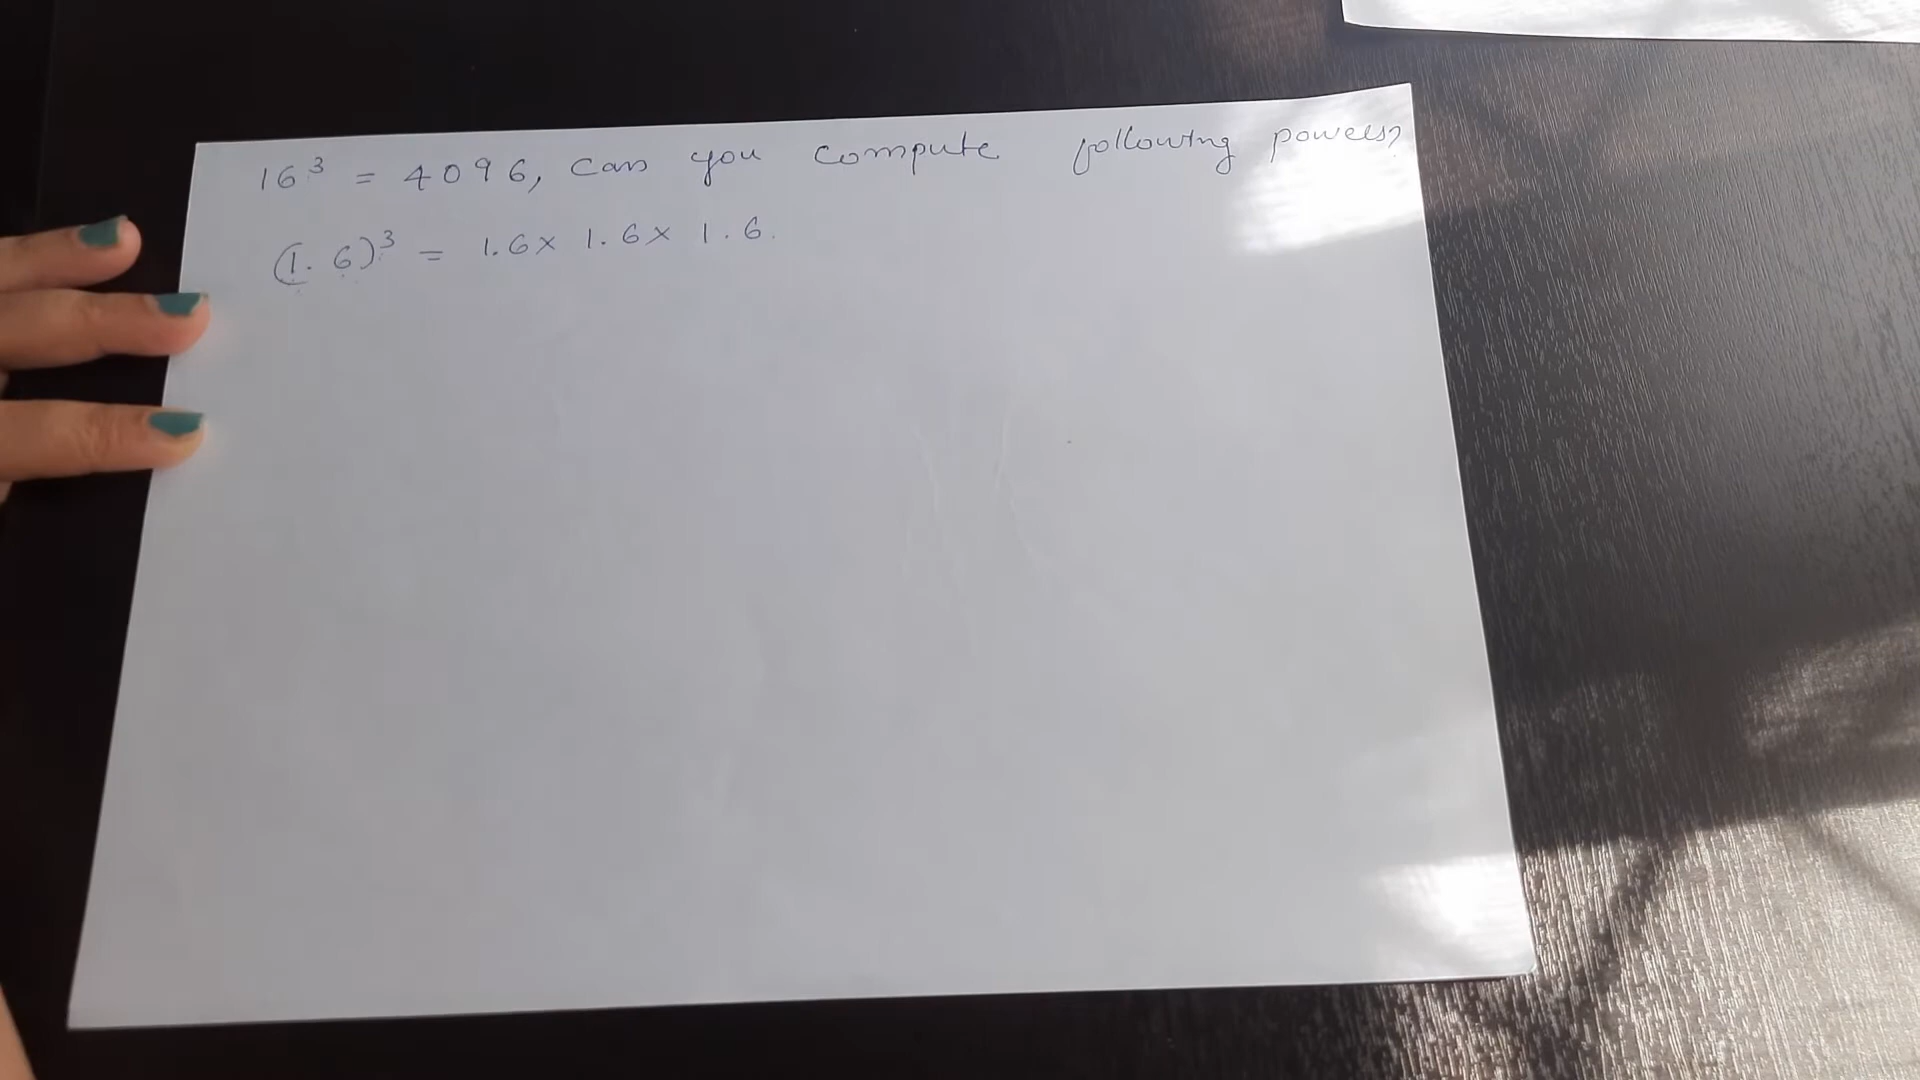 16³ = 4096, can you compute following powers?
(1.6)³ = 1.6 × 1.6 × 1.6.